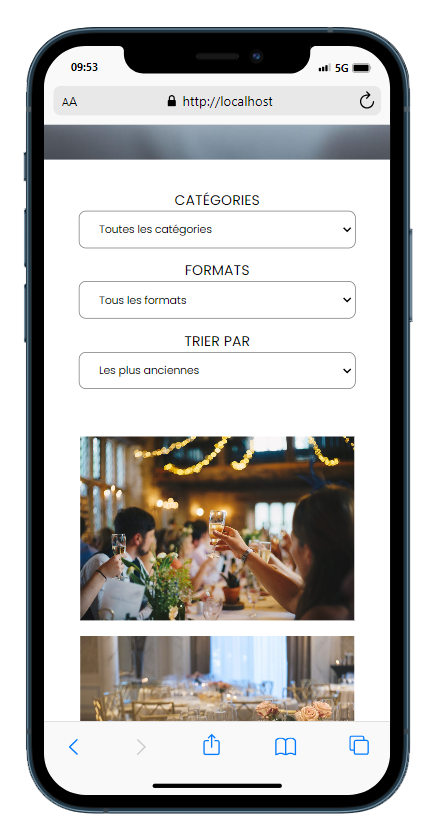 09:53
5G
AA
http://localhost
CATÉGORIES
Toutes les catégories
FORMATS
Tous les formats
TRIER PAR
Les plus anciennes